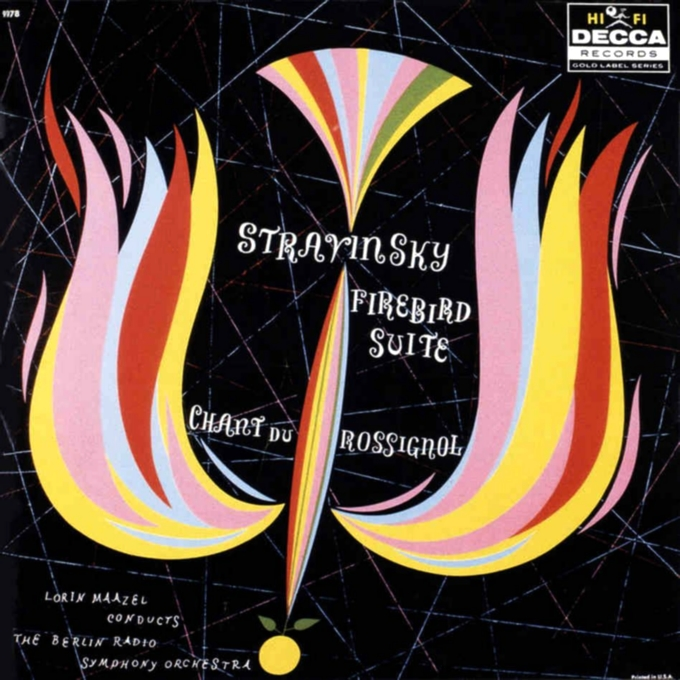 1178
HI FI
DECCA
RECORDS
GOLD LABEL SERIES
STRAVINSKY
FIREBIRD
SUITE
CHANT DU ROSSIGNOL
LORIN MAAZEL
CONDUCTS
THE BERLIN RADIO
SYMPHONY ORCHESTRA
Printed in U.S.A.